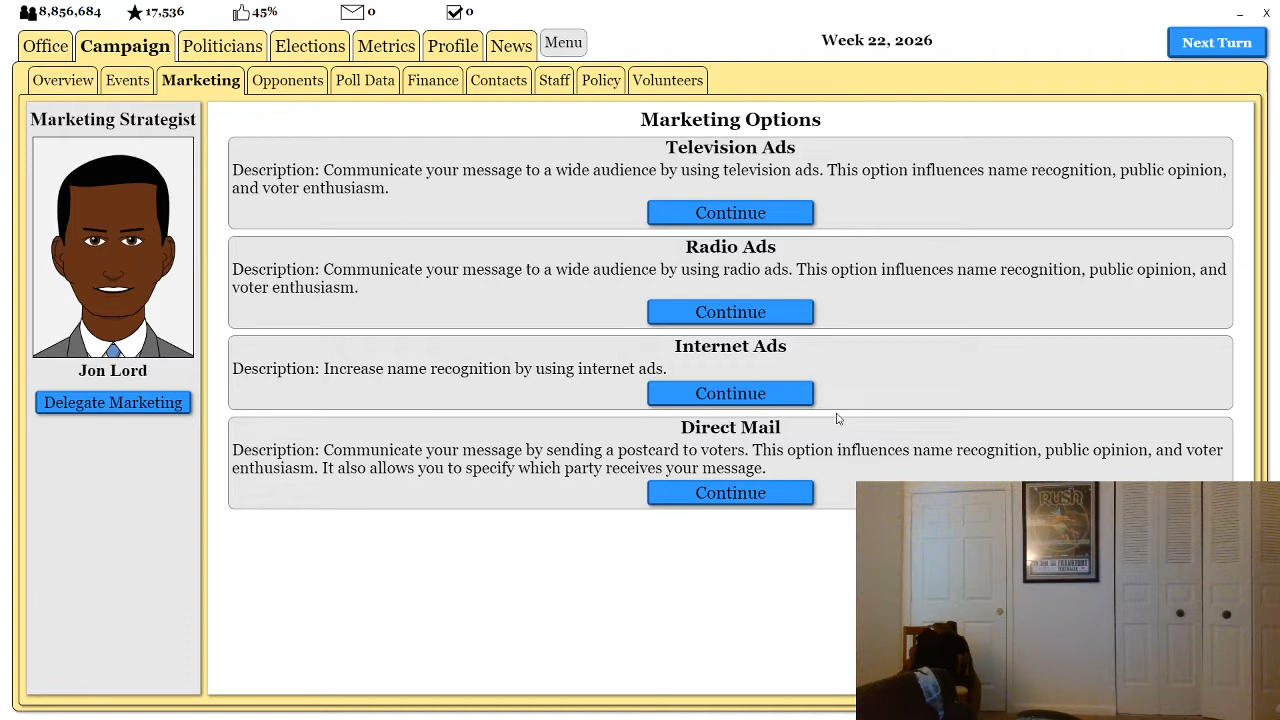 8,856,684 17,536 45% 0 0
Office Campaign Politicians Elections Metrics Profile News Menu Week 22, 2026 Next Turn
Overview Events Marketing Opponents Poll Data Finance Contacts Staff Policy Volunteers
Marketing Strategist
Jon Lord
Delegate Marketing
Marketing Options
Television Ads
Description: Communicate your message to a wide audience by using television ads. This option influences name recognition, public opinion,
and voter enthusiasm.
Continue
Radio Ads
Description: Communicate your message to a wide audience by using radio ads. This option influences name recognition, public opinion, and
voter enthusiasm.
Continue
Internet Ads
Description: Increase name recognition by using internet ads.
Continue
Direct Mail
Description: Communicate your message by sending a postcard to voters. This option influences name recognition, public opinion, and voter
enthusiasm. It also allows you to specify which party receives your message.
Continue
RUSH